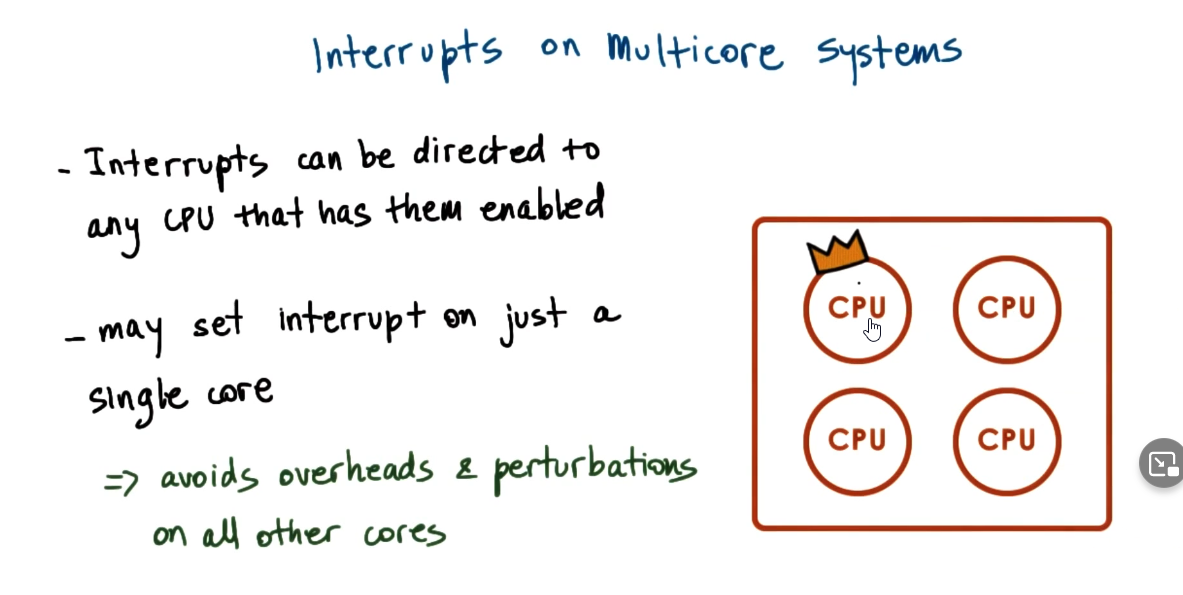 Interrupts on Multicore Systems
- Interrupts can be directed to
any CPU that has them enabled
- may set interrupt on just a
single core
=> avoids overheads & perturbations
on all other cores
CPU CPU
CPU CPU